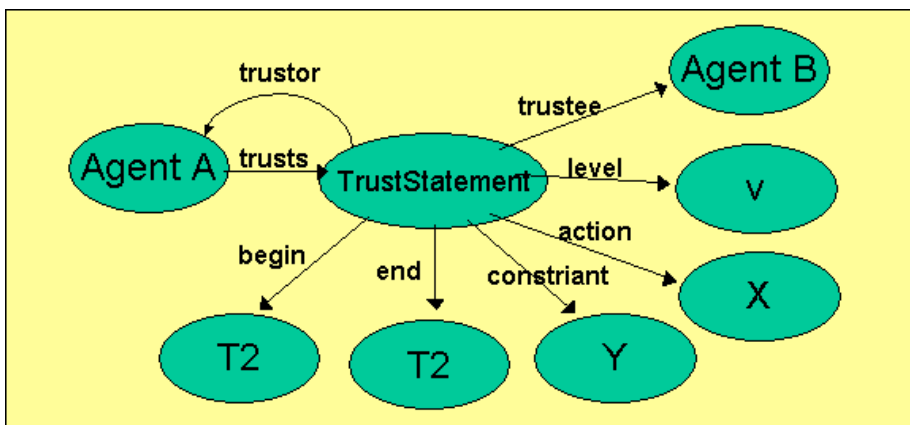 trustor
Agent B
trustee
Agent A
trusts
TrustStatement
level
v
action
begin
end
constriant
X
T2
T2
Y